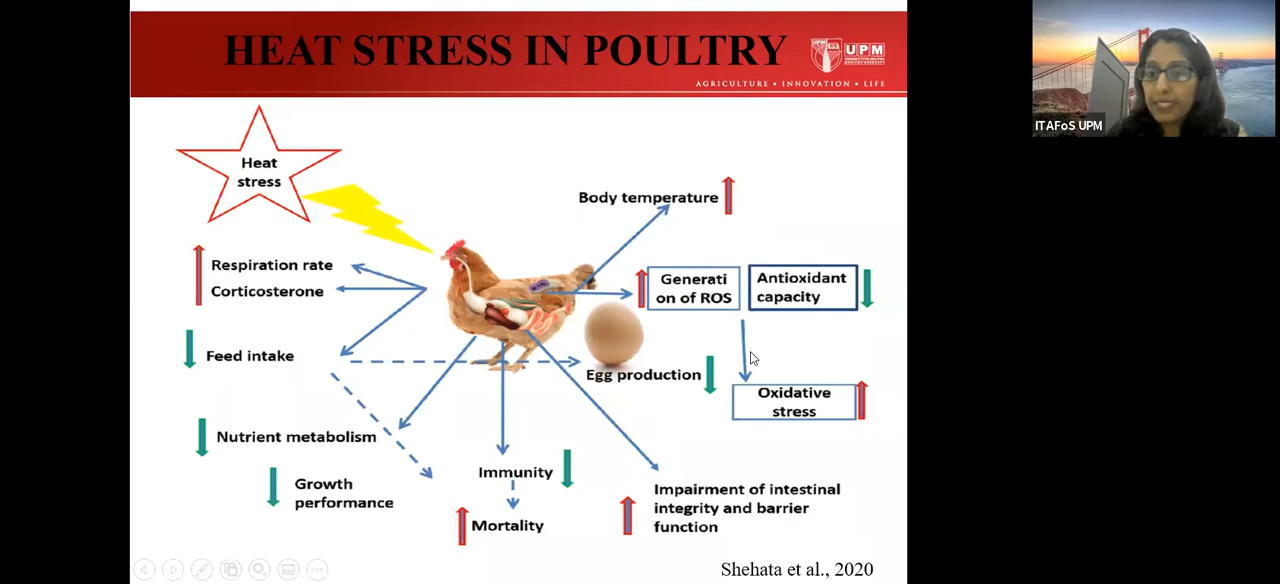 HEAT STRESS IN POULTRY
UPM
AGRICULTURE • INNOVATION • LIFE
ITAFoS UPM
Heat
stress
Body temperature
Respiration rate
Corticosterone
Generati
on of ROS
Antioxidant
capacity
Feed intake
Egg production
Oxidative
stress
Nutrient metabolism
Growth
performance
Immunity
Mortality
Impairment of intestinal
integrity and barrier
function
Shehata et al., 2020